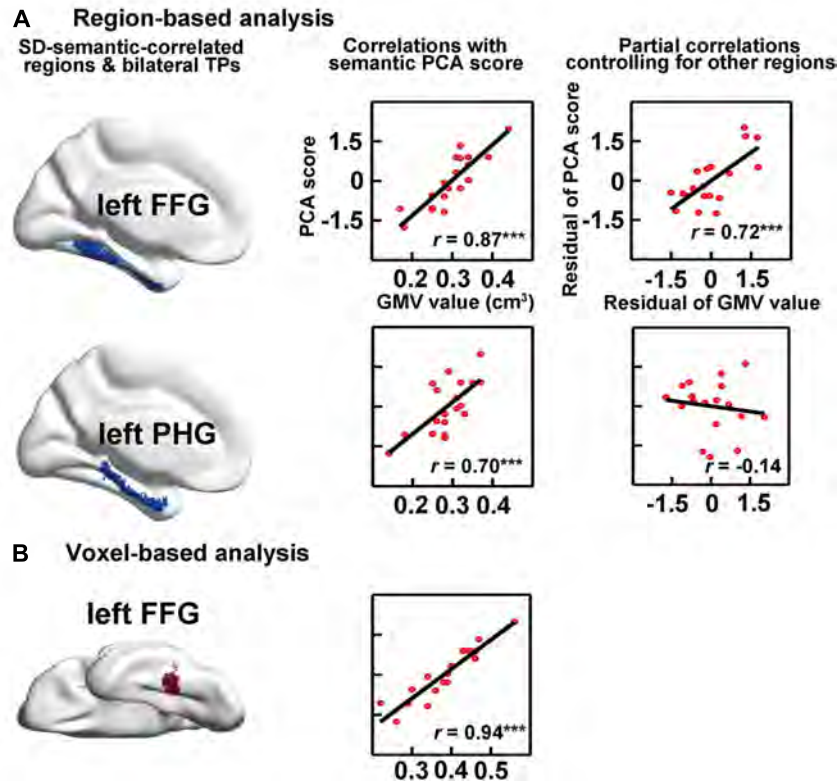 A Region-based analysis
SD-semantic-correlated
regions & bilateral TPs
Correlations with
semantic PCA score
Partial correlations
controlling for other regions
left FFG
PCA score
1.5
0
-1.5
r = 0.87***
0.2 0.3 0.4
GMV value (cm³)
Residual of PCA score
1.5
0
-1.5
r = 0.72***
-1.5 0 1.5
Residual of GMV value
left PHG
r = 0.70***
0.2 0.3 0.4
r = -0.14
-1.5 0 1.5
B Voxel-based analysis
left FFG
r = 0.94***
0.3 0.4 0.5